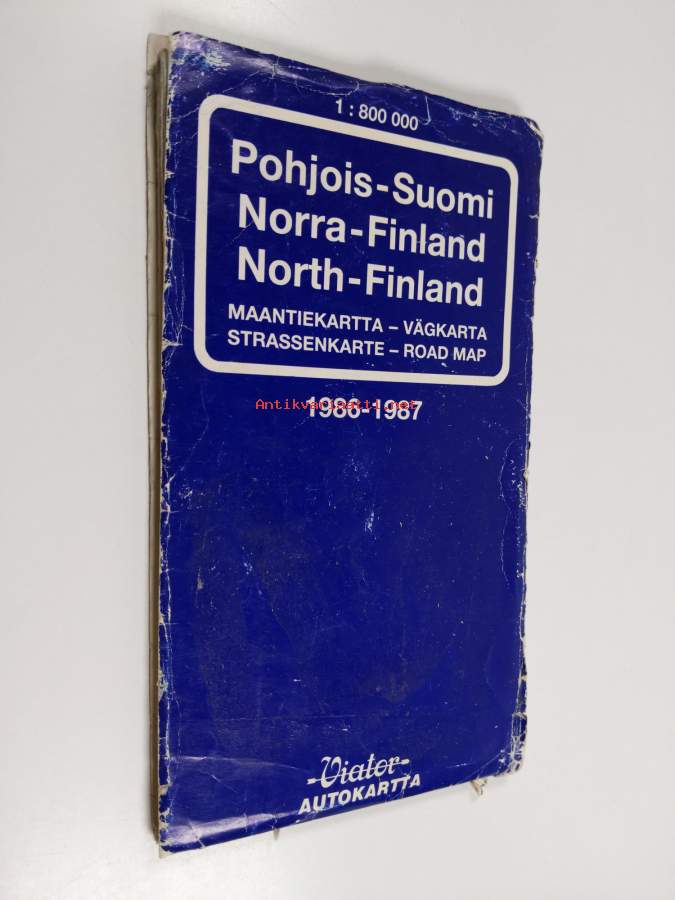 1 : 800 000
Pohjois-Suomi
Norra-Finland
North-Finland
MAANTIEKARTTA – VÄGKARTA
STRASSENKARTE – ROAD MAP
1986-1987
Antikvariaatti.net
-Viator-
AUTOKARTTA